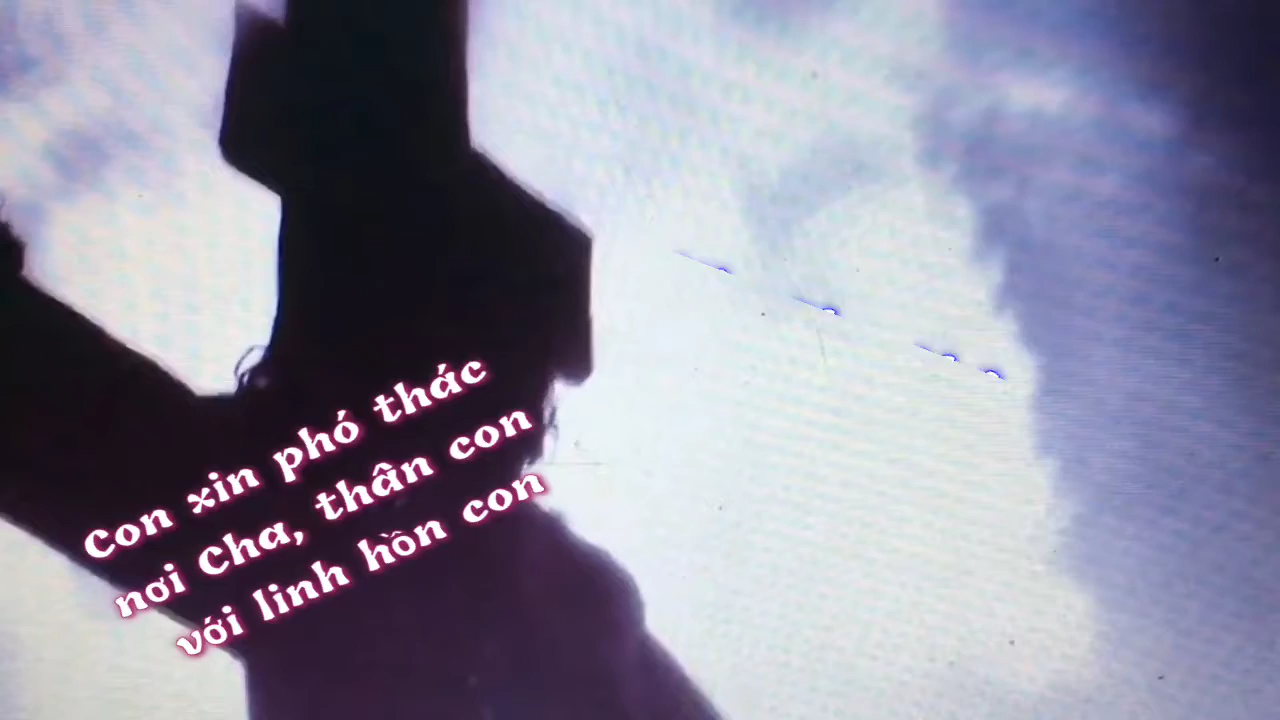 Con xin phó thác
nơi Cha, thân con
với linh hồn con